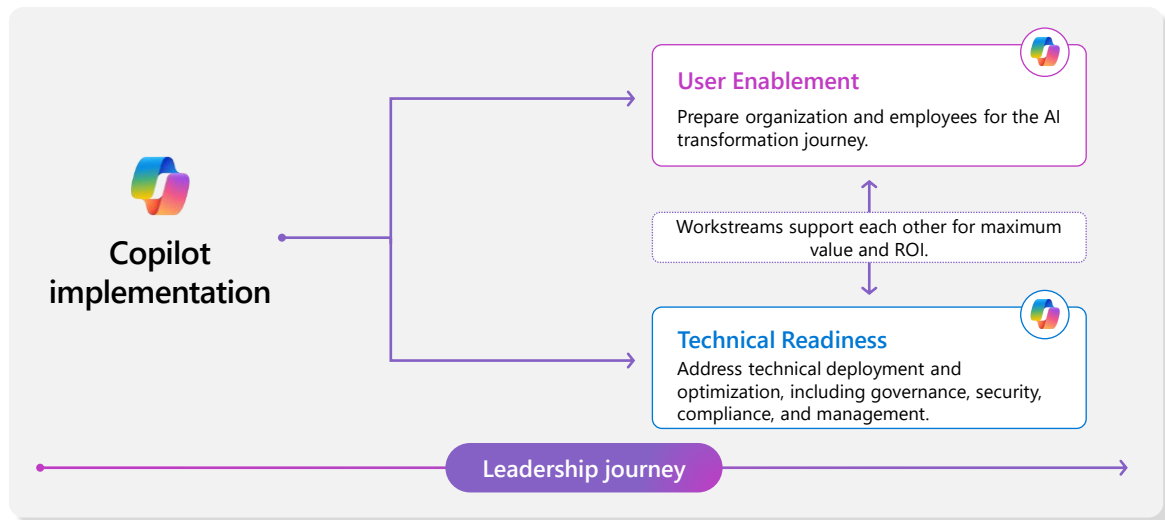 Copilot
implementation
User Enablement
Prepare organization and employees for the AI
transformation journey.
Workstreams support each other for maximum
value and ROI.
Technical Readiness
Address technical deployment and
optimization, including governance, security,
compliance, and management.
Leadership journey